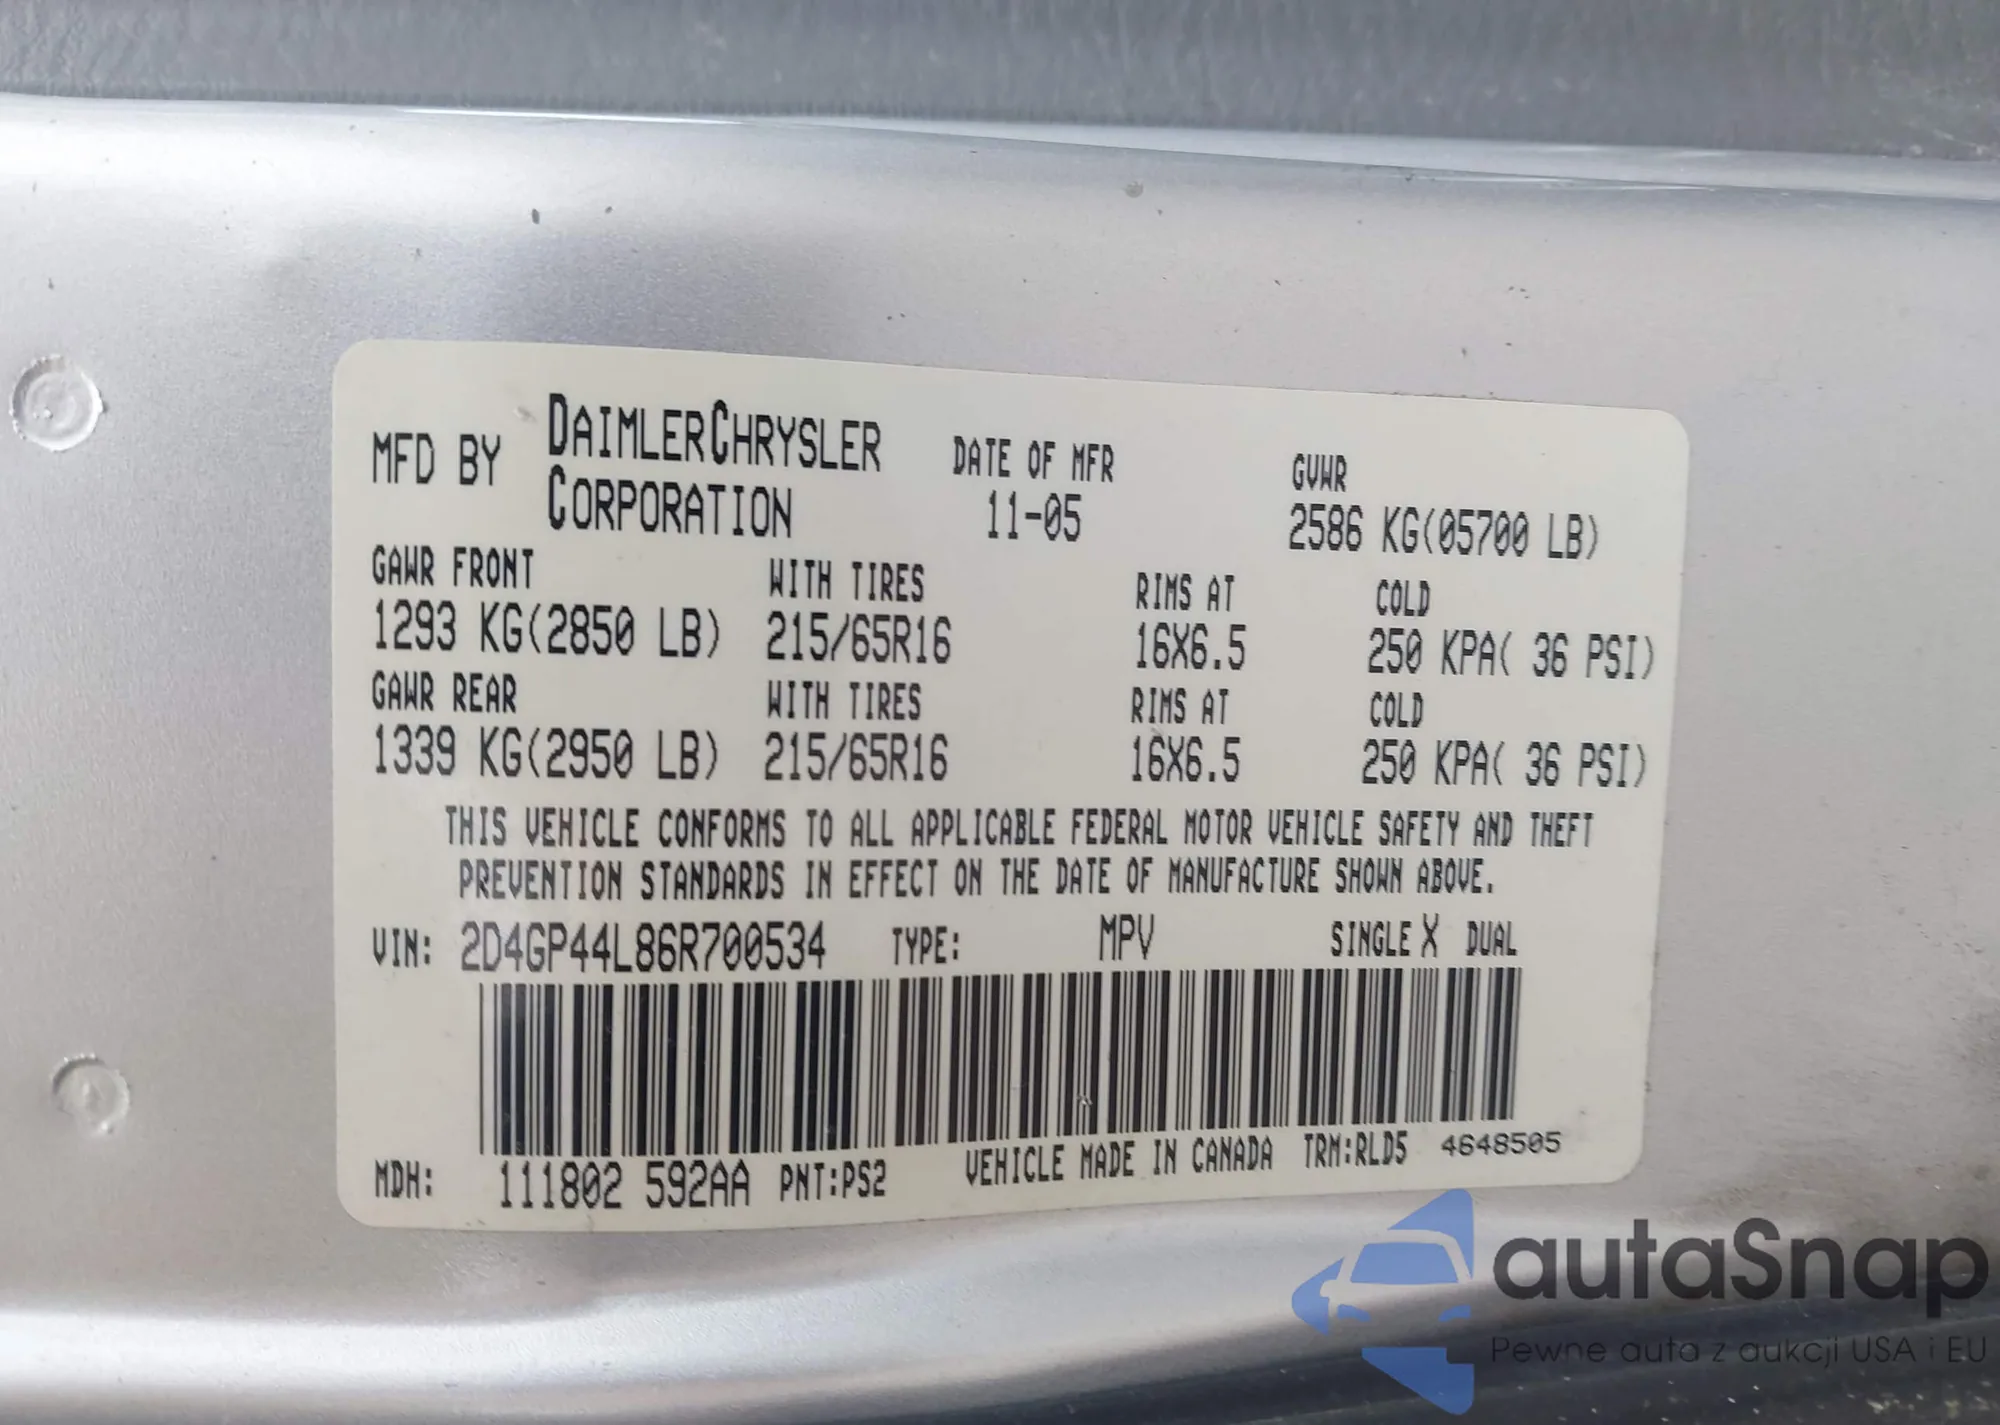 MFD BY DAIMLERCHRYSLER CORPORATION
DATE OF MFR 11-05
GVWR 2586 KG(05700 LB)
GAWR FRONT WITH TIRES RIMS AT COLD
1293 KG(2850 LB) 215/65R16 16X6.5 250 KPA( 36 PSI)
GAWR REAR WITH TIRES RIMS AT COLD
1339 KG(2950 LB) 215/65R16 16X6.5 250 KPA( 36 PSI)
THIS VEHICLE CONFORMS TO ALL APPLICABLE FEDERAL MOTOR VEHICLE SAFETY AND THEFT
PREVENTION STANDARDS IN EFFECT ON THE DATE OF MANUFACTURE SHOWN ABOVE.
VIN: 2D4GP44L86R700534 TYPE: MPV SINGLE X DUAL
MDH: 111802 592AA PNT:PS2 VEHICLE MADE IN CANADA TRM:RLD5 4648505
autaSnap
Pewne auta z aukcji USA i EU